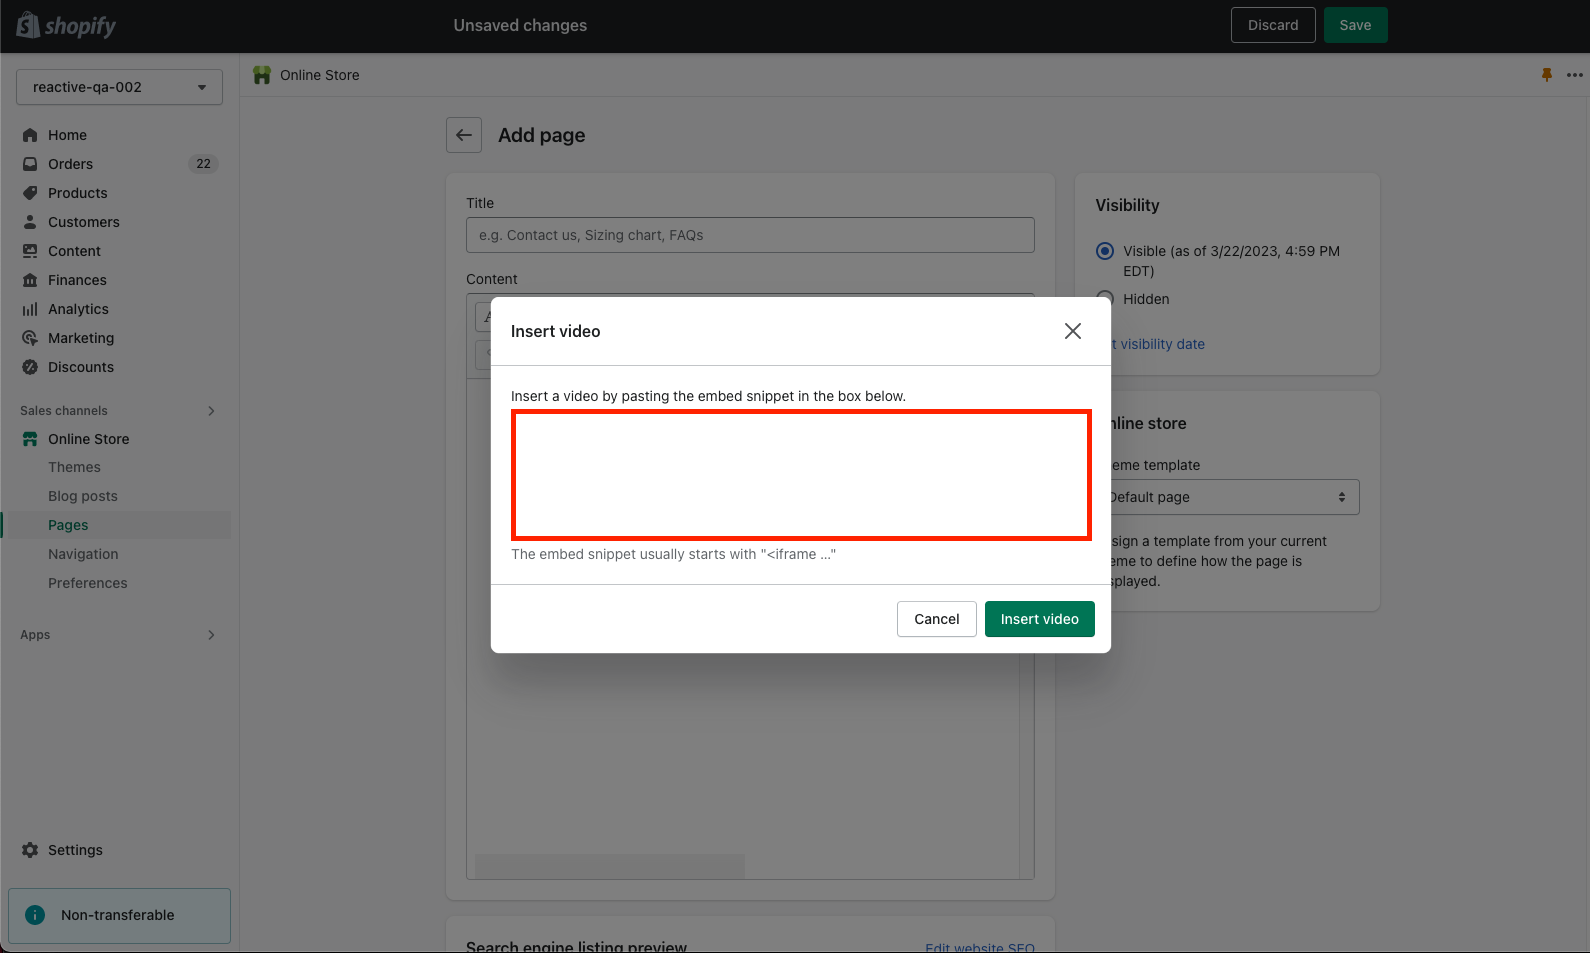 shopify
Unsaved changes
Discard
Save
reactive-qa-002
Online Store
Home
Orders
22
Products
Customers
Content
Finances
Analytics
Marketing
Discounts
Sales channels
Online Store
Themes
Blog posts
Pages
Navigation
Preferences
Apps
Settings
Non-transferable
Add page
Title
e.g. Contact us, Sizing chart, FAQs
Content
A
Insert video
Insert a video by pasting the embed snippet in the box below.
The embed snippet usually starts with "<iframe ..."
Cancel
Insert video
Visibility
Visible (as of 3/22/2023, 4:59 PM
EDT)
Hidden
visibility date
store
template
Default page
a template from your current
to define how the page is
Search engine listing preview
Edit website SEO